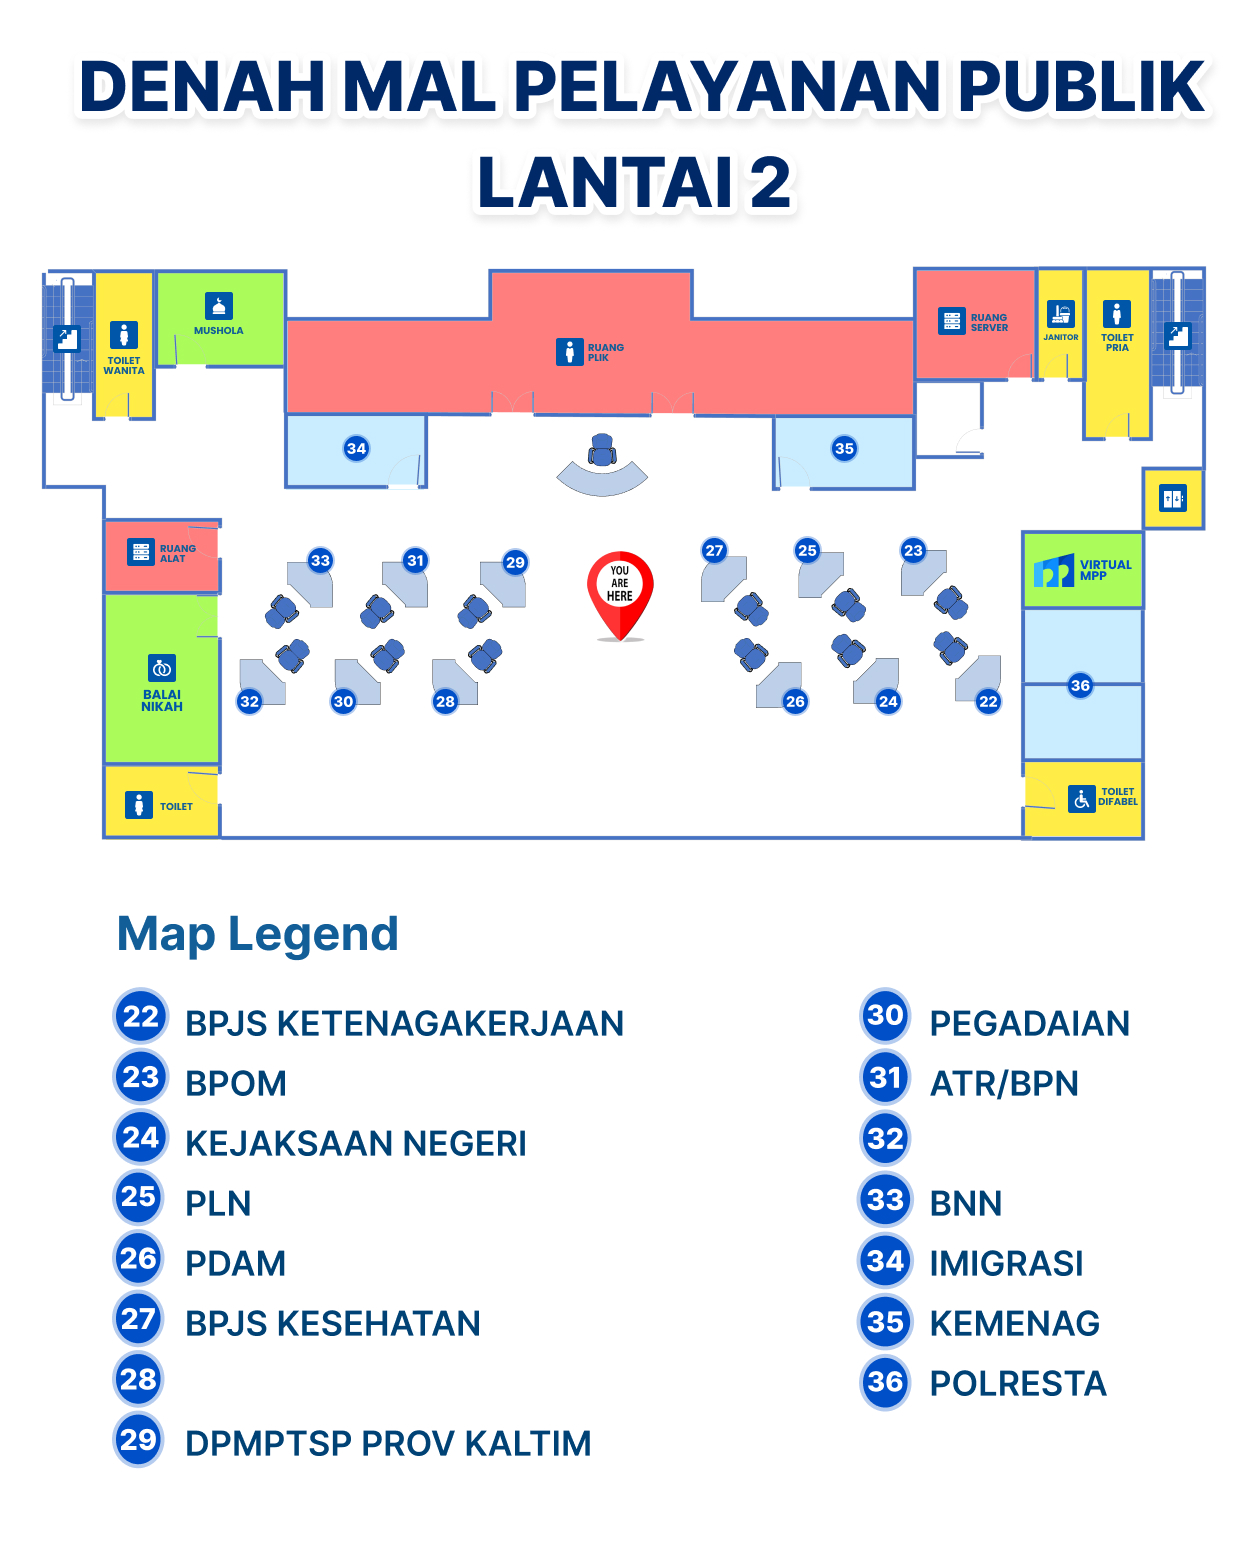 DENAH MAL PELAYANAN PUBLIK
LANTAI 2
TOILET
WANITA
MUSHOLA
RUANG
PLIK
RUANG
SERVER
JANITOR
TOILET
PRIA
34
35
RUANG
ALAT
33
31
29
YOU
ARE
HERE
27
25
23
VIRTUAL
MPP
BALAI
NIKAH
32
30
28
26
24
22
36
TOILET
TOILET
DIFABEL
Map Legend
22 BPJS KETENAGAKERJAAN
23 BPOM
24 KEJAKSAAN NEGERI
25 PLN
26 PDAM
27 BPJS KESEHATAN
28
29 DPMPTSP PROV KALTIM
30 PEGADAIAN
31 ATR/BPN
32
33 BNN
34 IMIGRASI
35 KEMENAG
36 POLRESTA